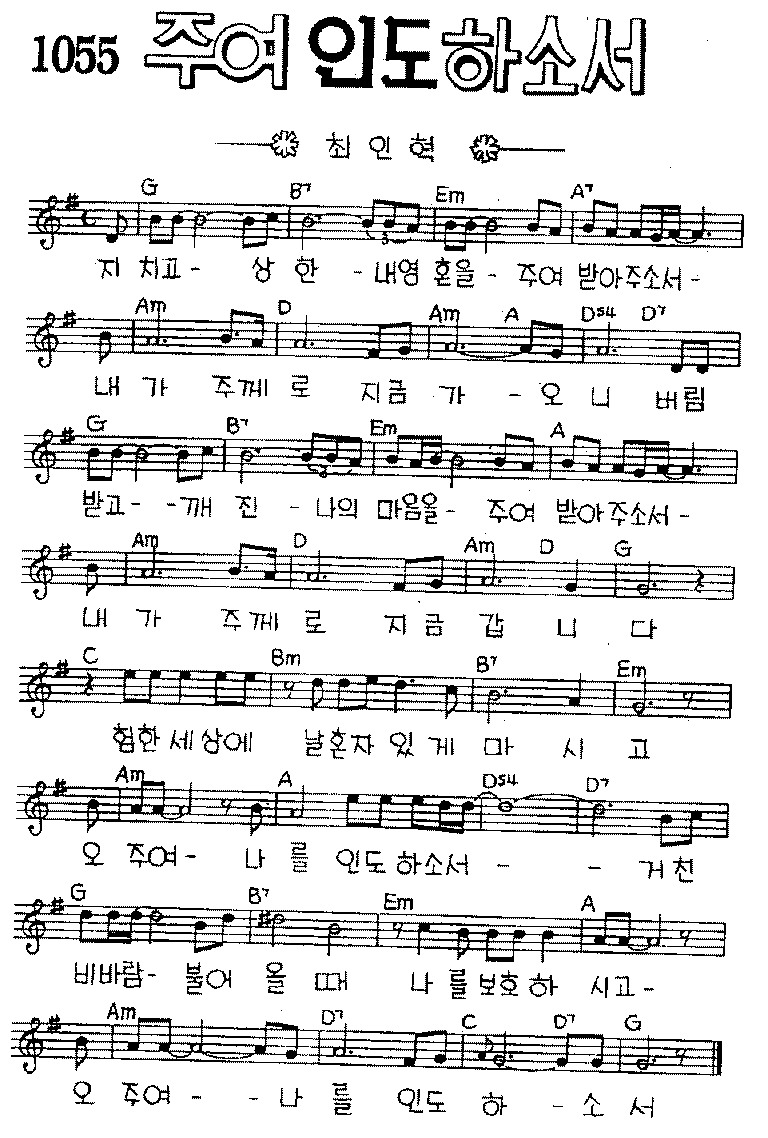 1055 주여 인도하소서
최 인 혁
G B7 Em A7
지 치고 - 상 한 - 내영 혼을 - 주여 받아주소서 -
Am D Am A Ds4 D7
내 가 주께 로 지금 가 - 오 니 버림
G B7 Em A
받고 - - 깨 진 - 나의 마음을 - 주여 받아주소서 -
Am D Am D G
내 가 주께 로 지금 갑 니 다
C Bm B7 Em
험한세상에 날혼자 있게 마 시 고
Am A Ds4 D7
오 주여 - 나 를 인도 하소서 - - 거친
G B7 Em A
비바람 - 불어 올 때 나 를보호하 시고 -
Am D7 C D7 G
오 주여 - - 나 를 인도 하 - 소 서